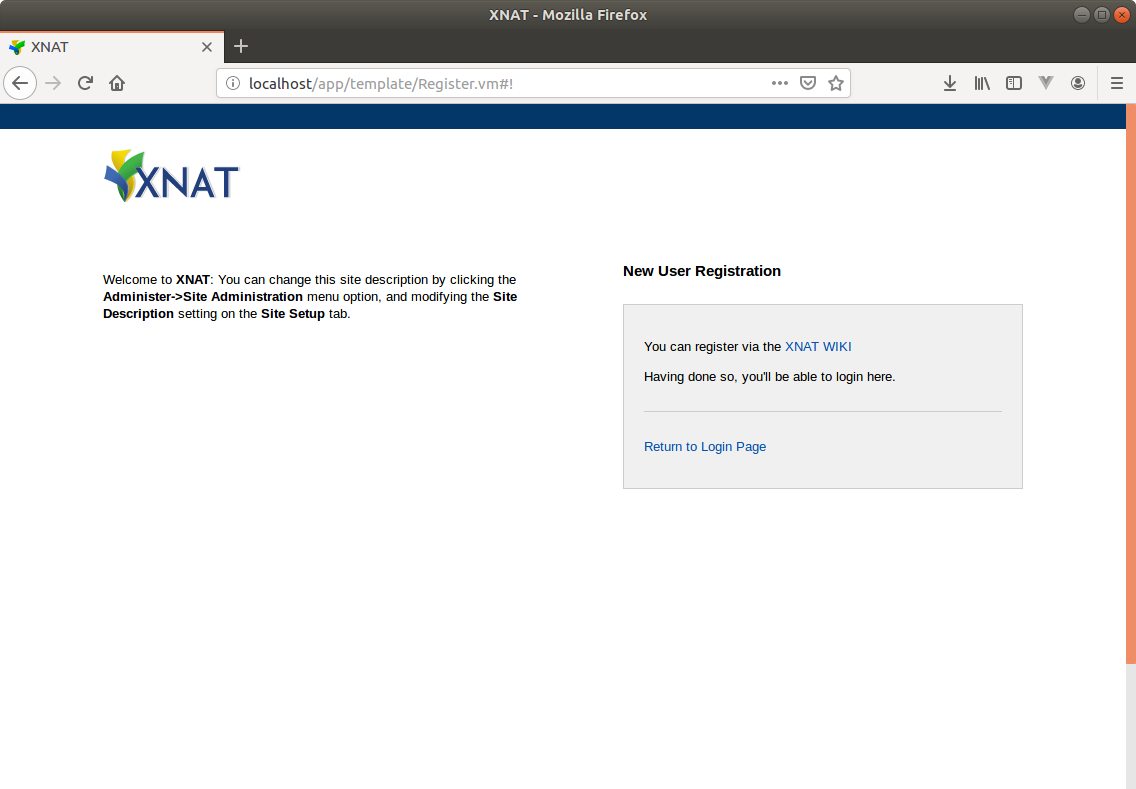 XNAT - Mozilla Firefox
XNAT
localhost/app/template/Register.vm#!
XNAT
Welcome to XNAT: You can change this site description by clicking the
Administer->Site Administration menu option, and modifying the Site
Description setting on the Site Setup tab.
New User Registration
You can register via the XNAT WIKI
Having done so, you'll be able to login here.
Return to Login Page